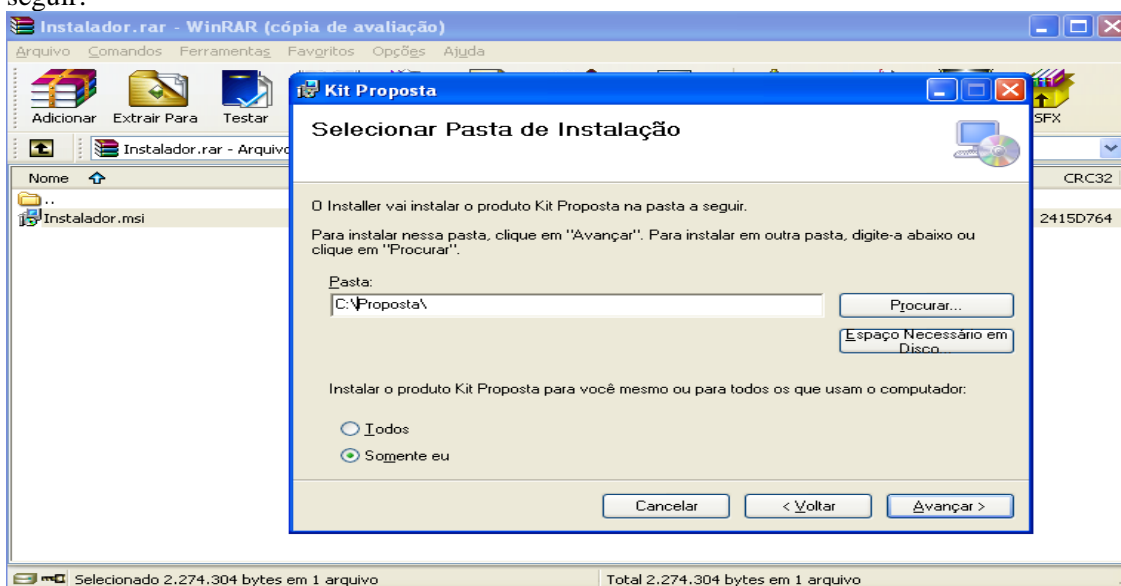 seguir:
Instalador.rar - WinRAR (cópia de avaliação)
Arquivo Comandos Ferramentas Favoritos Opções Ajuda
Adicionar Extrair Para Testar SFX
Instalador.rar - Arquivo
Nome CRC32
..
Instalador.msi 2415D764
Kit Proposta
Selecionar Pasta de Instalação
O Installer vai instalar o produto Kit Proposta na pasta a seguir.
Para instalar nessa pasta, clique em "Avançar". Para instalar em outra pasta, digite-a abaixo ou
clique em "Procurar".
Pasta:
C:\Proposta\
Procurar...
Espaço Necessário em
Disco...
Instalar o produto Kit Proposta para você mesmo ou para todos os que usam o computador:
Todos
Somente eu
Cancelar < Voltar Avançar >
Selecionado 2.274.304 bytes em 1 arquivo Total 2.274.304 bytes em 1 arquivo